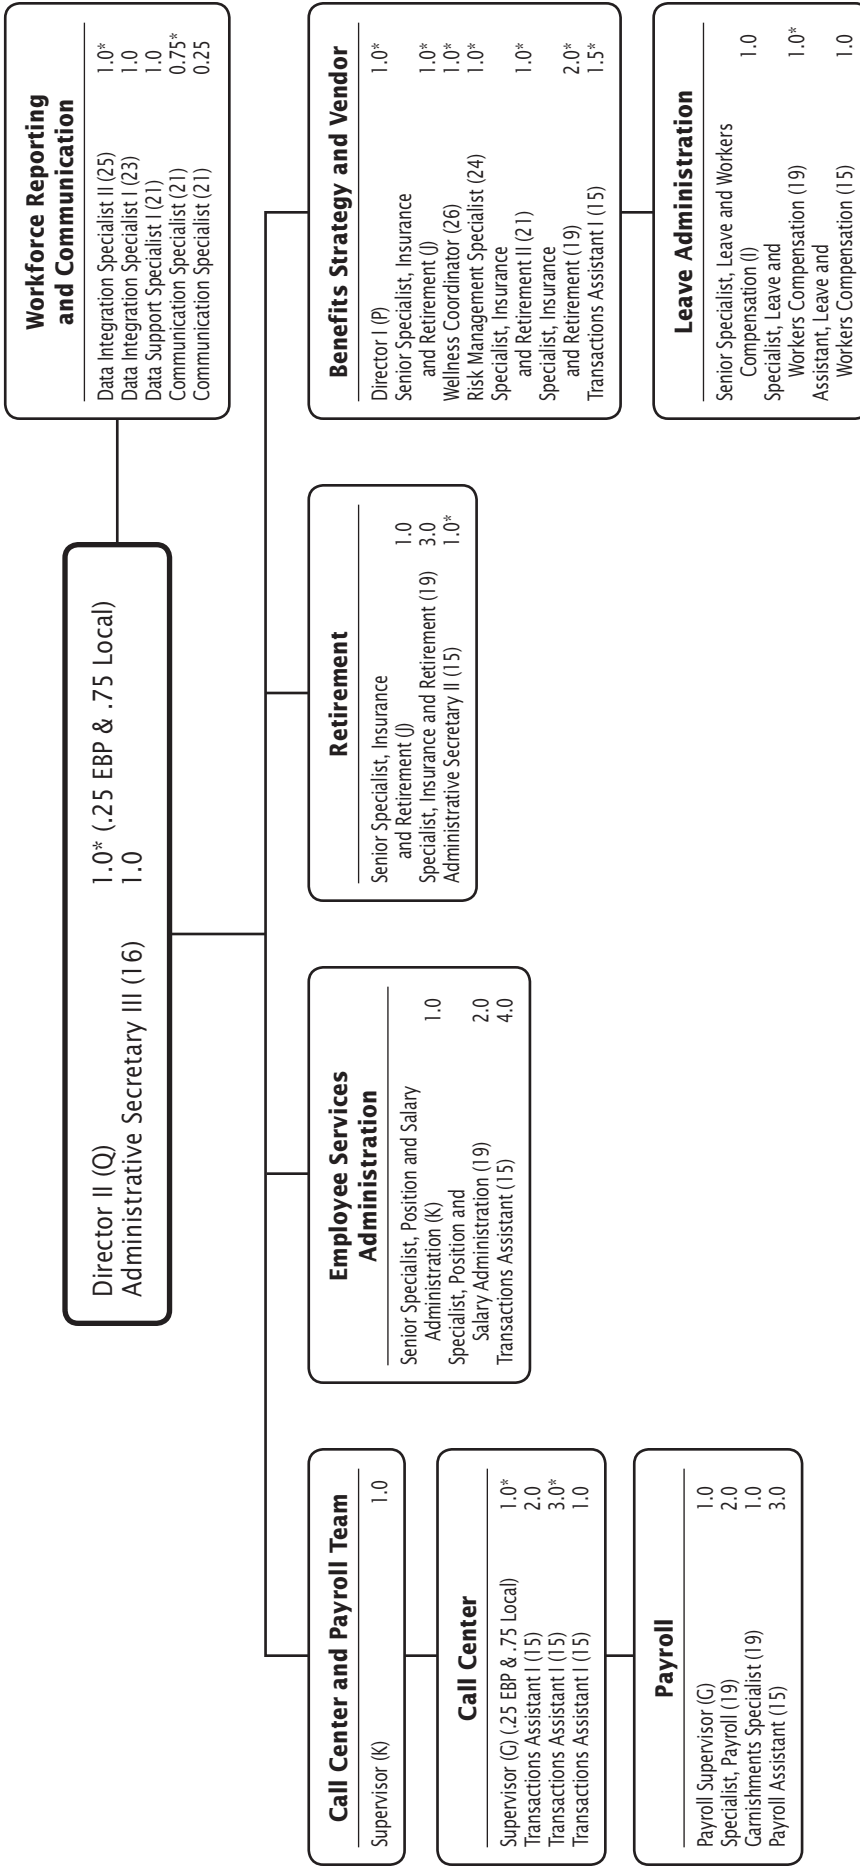 Director II (Q) 1.0* (.25 EBP & .75 Local)
Administrative Secretary III (16) 1.0
Workforce Reporting
and Communication
Data Integration Specialist II (25) 1.0*
Data Integration Specialist I (23) 1.0
Data Support Specialist I (21) 1.0
Communication Specialist (21) 0.75*
Communication Specialist (21) 0.25
Call Center and Payroll Team
Supervisor (K) 1.0
Call Center
Supervisor (G) (.25 EBP & .75 Local) 1.0*
Transactions Assistant I (15) 2.0
Transactions Assistant I (15) 3.0*
Transactions Assistant I (15) 1.0
Payroll
Payroll Supervisor (G) 1.0
Specialist, Payroll (19) 2.0
Garnishments Specialist (19) 1.0
Payroll Assistant (15) 3.0
Employee Services
Administration
Senior Specialist, Position and Salary
Administration (K) 1.0
Specialist, Position and
Salary Administration (19) 2.0
Transactions Assistant (15) 4.0
Retirement
Senior Specialist, Insurance
and Retirement (J) 1.0
Specialist, Insurance and Retirement (19) 3.0
Administrative Secretary II (15) 1.0*
Benefits Strategy and Vendor
Director I (P) 1.0*
Senior Specialist, Insurance
and Retirement (J) 1.0*
Wellness Coordinator (26) 1.0*
Risk Management Specialist (24) 1.0*
Specialist, Insurance
and Retirement II (21) 1.0*
Specialist, Insurance
and Retirement (19) 2.0*
Transactions Assistant I (15) 1.5*
Leave Administration
Senior Specialist, Leave and Workers
Compensation (I) 1.0
Specialist, Leave and
Workers Compensation (19) 1.0*
Assistant, Leave and
Workers Compensation (15) 1.0